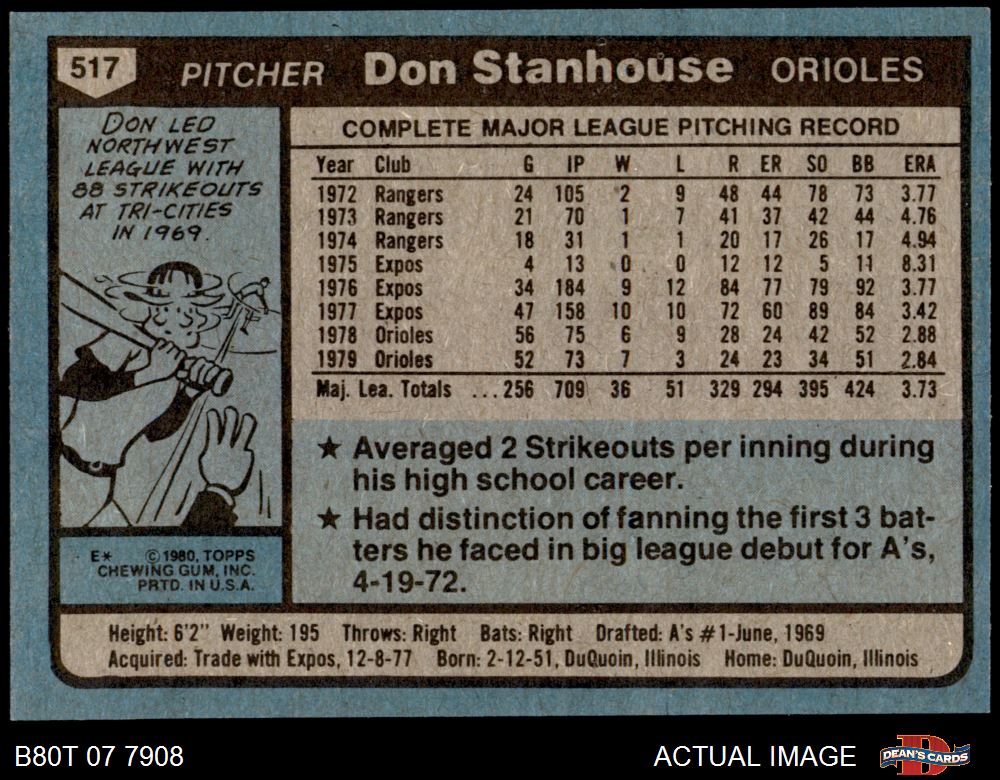 517 PITCHER Don Stanhouse ORIOLES
DON LED
NORTHWEST
LEAGUE WITH
88 STRIKEOUTS
AT TRI-CITIES
IN 1969.
E* © 1980, TOPPS
CHEWING GUM, INC.
PRTD. IN U.S.A.
COMPLETE MAJOR LEAGUE PITCHING RECORD
Year Club G IP W L R ER SO BB ERA
1972 Rangers 24 105 2 9 48 44 78 73 3.77
1973 Rangers 21 70 1 7 41 37 42 44 4.76
1974 Rangers 18 31 1 1 20 17 26 17 4.94
1975 Expos 4 13 0 0 12 12 5 11 8.31
1976 Expos 34 184 9 12 84 77 79 92 3.77
1977 Expos 47 158 10 10 72 60 89 84 3.42
1978 Orioles 56 75 6 9 28 24 42 52 2.88
1979 Orioles 52 73 7 3 24 23 34 51 2.84
Maj. Lea. Totals ...256 709 36 51 329 294 395 424 3.73
★ Averaged 2 Strikeouts per inning during
his high school career.
★ Had distinction of fanning the first 3 bat-
ters he faced in big league debut for A's,
4-19-72.
Height: 6'2" Weight: 195 Throws: Right Bats: Right Drafted: A's #1-June, 1969
Acquired: Trade with Expos, 12-8-77 Born: 2-12-51, DuQuoin, Illinois Home: DuQuoin, Illinois
B80T 07 7908 ACTUAL IMAGE D DEAN'S CARDS